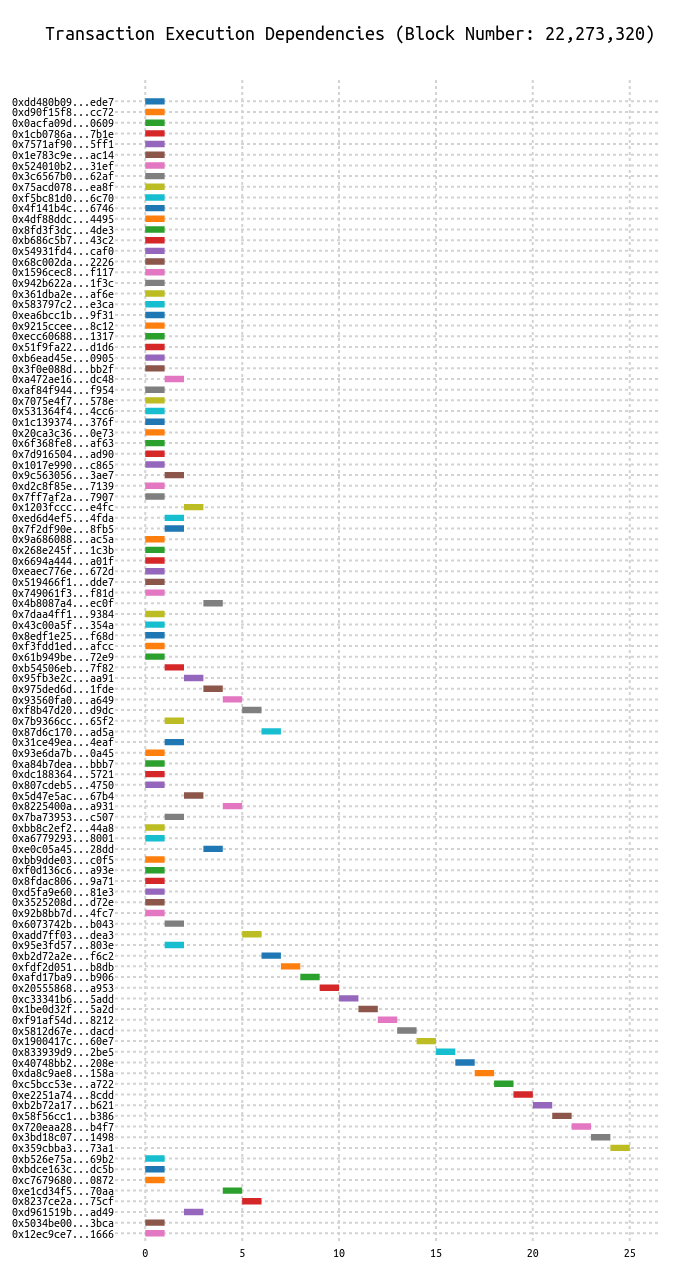 Transaction Execution Dependencies (Block Number: 22,273,320)
0xdd480b09...ede7
0xd90f15f8...cc72
0x0acfa09d...0609
0x1cb0786a...7b1e
0x7571af90...5ff1
0x1e783c9e...ac14
0x524010b2...31ef
0x3c6567b0...62af
0x75acd078...ea8f
0xf5bc81d0...6c70
0x4f141b4c...6746
0x4df88ddc...4495
0x8fd3f3dc...4de3
0xb686c5b7...43c2
0x54931fd4...caf0
0x68c002da...2226
0x1596cec8...f117
0x942b622a...1f3c
0x361dba2e...af6e
0x583797c2...e3ca
0xea6bcc1b...9f31
0x9215ccee...8c12
0xecc60688...1317
0x51f9fa22...d1d6
0xb6ead45e...0905
0x3f0e088d...bb2f
0xa472ae16...dc48
0xaf84f944...f954
0x7075e4f7...578e
0x531364f4...4cc6
0x1c139374...376f
0x20ca3c36...0e73
0x6f368fe8...af63
0x7d916504...ad90
0x1017e990...c865
0x9c563056...3ae7
0xd2c8f85e...7139
0x7ff7af2a...7907
0x1203fccc...e4fc
0xed6d4ef5...4fda
0x7f2df90e...8fb5
0x9a686088...ac5a
0x268e245f...1c3b
0x6694a444...a01f
0xeaec776e...672d
0x519466f1...dde7
0x749061f3...f81d
0x4b8087a4...ec0f
0x7daa4ff1...9384
0x43c00a5f...354a
0x8edf1e25...f68d
0xf3fdd1ed...afcc
0x61b949be...72e9
0xb54506eb...7f82
0x95fb3e2c...aa91
0x975ded6d...1fde
0x93560fa0...a649
0xf8b47d20...d9dc
0x7b9366cc...65f2
0x87d6c170...ad5a
0x31ce49ea...4eaf
0x93e6da7b...0a45
0xa84b7dea...bbb7
0xdc188364...5721
0x807cdeb5...4750
0x5d47e5ac...67b4
0x8225400a...a931
0x7ba73953...c507
0xbb8c2ef2...44a8
0xa6779293...8001
0xe0c05a45...28dd
0xbb9dde03...c0f5
0xf0d136c6...a93e
0x8fdac806...9a71
0xd5fa9e60...81e3
0x3525208d...d72e
0x92b8bb7d...4fc7
0x6073742b...b043
0xadd7ff03...dea3
0x95e3fd57...803e
0xb2d72a2e...f6c2
0xfdf2d051...b8db
0xafd17ba9...b906
0x20555868...a953
0xc33341b6...5add
0x1be0d32f...5a2d
0xf91af54d...8212
0x5812d67e...dacd
0x1900417c...60e7
0x833939d9...2be5
0x40748bb2...208e
0xda8c9ae8...158a
0xc5bcc53e...a722
0xe2251a74...8cdd
0xb2b72a17...b621
0x58f56cc1...b386
0x720eaa28...b4f7
0x3bd18c07...1498
0x359cbba3...73a1
0xb526e75a...69b2
0xbdce163c...dc5b
0xc7679680...0872
0xe1cd34f5...70aa
0x8237ce2a...75cf
0xd961519b...ad49
0x5034be00...3bca
0x12ec9ce7...1666
0 5 10 15 20 25